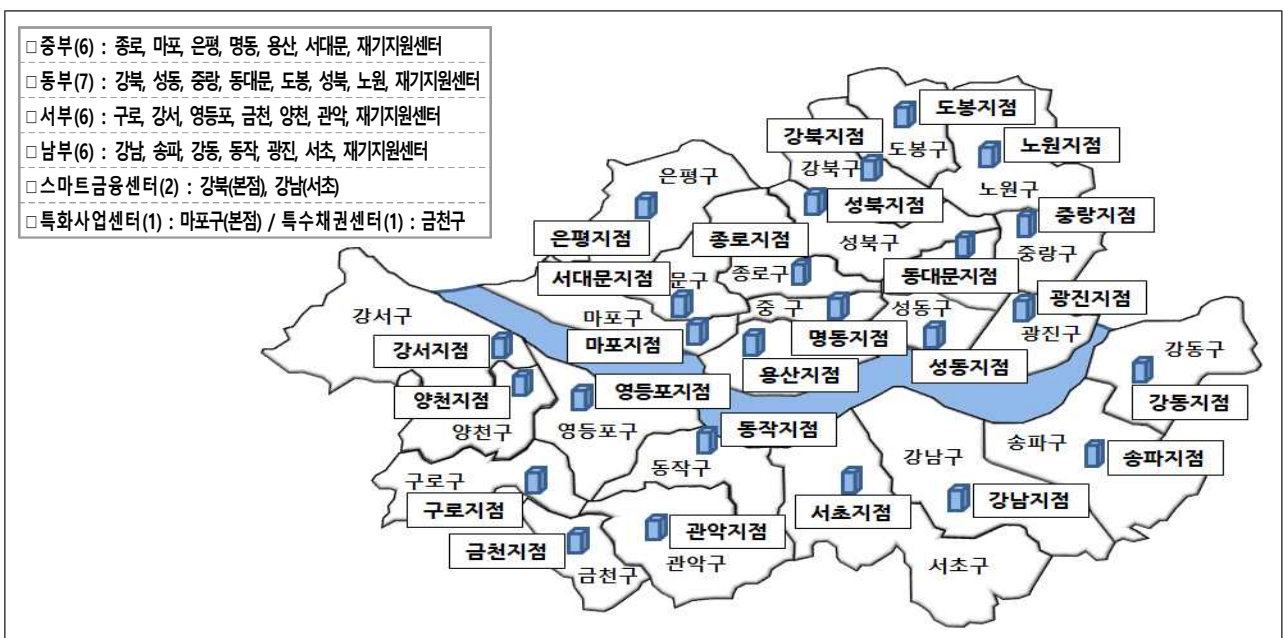 □중부(6) : 종로, 마포, 은평, 명동, 용산, 서대문, 재기지원센터
□동부(7) : 강북, 성동, 중랑, 동대문, 도봉, 성북, 노원, 재기지원센터
□서부(6) : 구로, 강서, 영등포, 금천, 양천, 관악, 재기지원센터
□남부(6) : 강남, 송파, 강동, 동작, 광진, 서초, 재기지원센터
□스마트금융센터(2) : 강북(본점), 강남(서초)
□특화사업센터(1) : 마포구(본점) / 특수채권센터(1) : 금천구
도봉지점
강북지점
도봉구
노원지점
강북구
은평구
노원구
성북지점
중랑지점
은평지점
종로지점
성북구
중랑구
서대문지점
문구
종로구
동대문지점
광진지점
강서구
마포구
중 구
성동구
광진구
강동구
강서지점
마포지점
명동지점
성동지점
용산지점
양천지점
영등포지점
강동지점
양천구
영등포구
동작지점
송파구
동작구
강남구
송파지점
구로구
구로지점
서초지점
강남지점
관악지점
금천지점
금천구
관악구
서초구